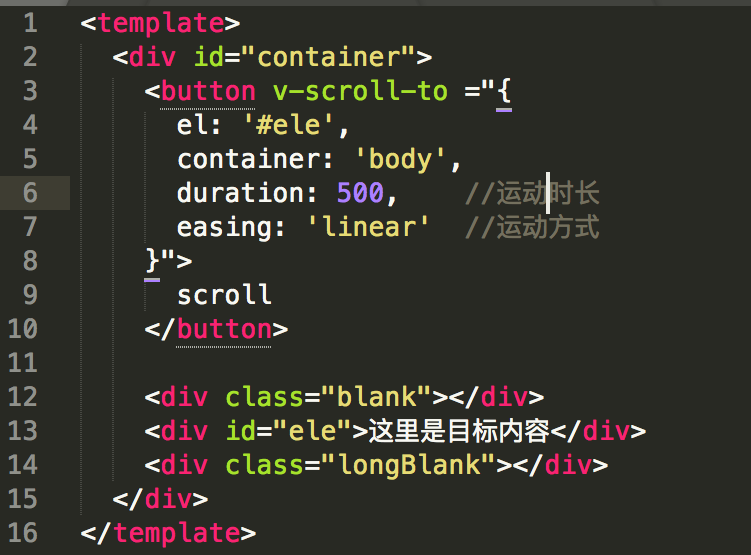 1 <template>
2   <div id="container">
3     <button v-scroll-to ="{
4       el: '#ele',
5       container: 'body',
6       duration: 500,    //运动时长
7       easing: 'linear'  //运动方式
8     }">
9       scroll
10     </button>
11
12     <div class="blank"></div>
13     <div id="ele">这里是目标内容</div>
14     <div class="longBlank"></div>
15   </div>
16 </template>